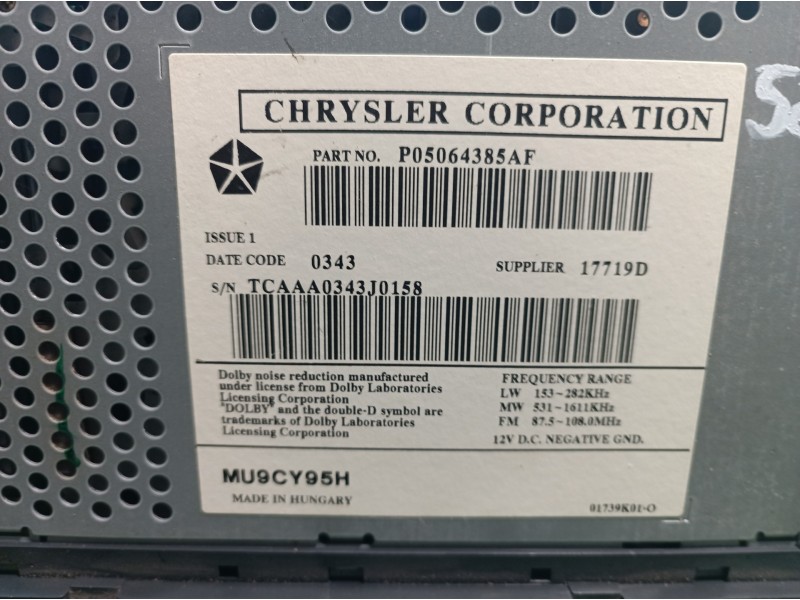 CHRYSLER CORPORATION
PART NO. P05064385AF
ISSUE 1
DATE CODE 0343
SUPPLIER 17719D
S/N TCAAA0343J0158
Dolby noise reduction manufactured
under license from Dolby Laboratories
Licensing Corporation
"DOLBY" and the double-D symbol are
trademarks of Dolby Laboratories
Licensing Corporation
FREQUENCY RANGE
LW 153~282KHz
MW 531~1611KHz
FM 87.5~108.0MHz
12V D.C. NEGATIVE GND.
MU9CY95H
MADE IN HUNGARY
01739K01-O